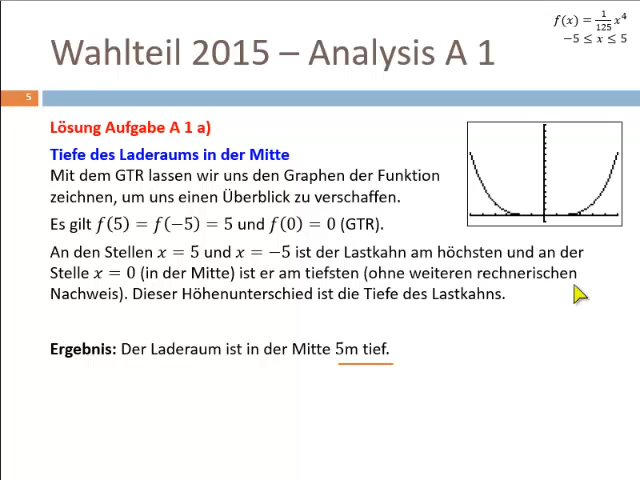 f(x) = 1/125 x⁴
−5 ≤ x ≤ 5
Wahlteil 2015 – Analysis A 1
5
Lösung Aufgabe A 1 a)
Tiefe des Laderaums in der Mitte
Mit dem GTR lassen wir uns den Graphen der Funktion
zeichnen, um uns einen Überblick zu verschaffen.
Es gilt f(5) = f(−5) = 5 und f(0) = 0 (GTR).
An den Stellen x = 5 und x = −5 ist der Lastkahn am höchsten und an der
Stelle x = 0 (in der Mitte) ist er am tiefsten (ohne weiteren rechnerischen
Nachweis). Dieser Höhenunterschied ist die Tiefe des Lastkahns.
Ergebnis: Der Laderaum ist in der Mitte 5m tief.